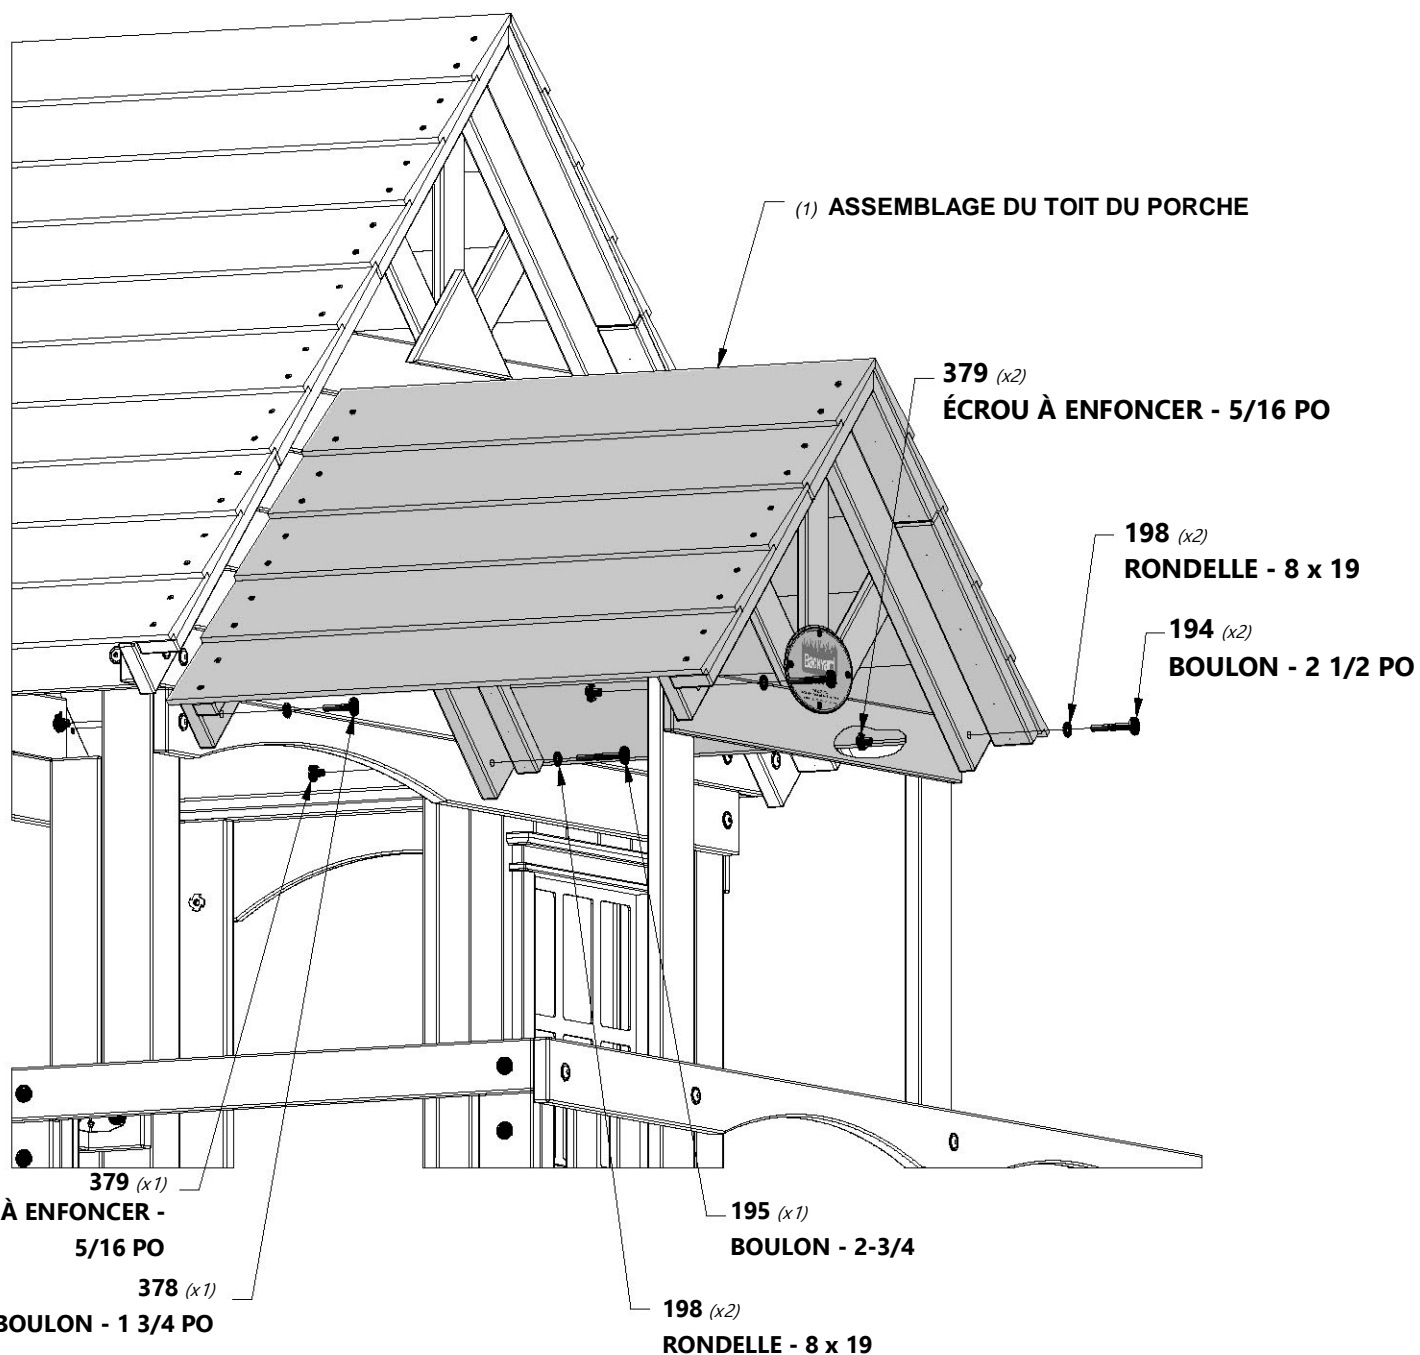 (1) ASSEMBLAGE DU TOIT DU PORCHE
379 (x2)
ÉCROU À ENFONCER - 5/16 PO
198 (x2)
RONDELLE - 8 x 19
194 (x2)
BOULON - 2 1/2 PO
Backyard
379 (x1)
À ENFONCER -
5/16 PO
378 (x1)
BOULON - 1 3/4 PO
195 (x1)
BOULON - 2-3/4
198 (x2)
RONDELLE - 8 x 19